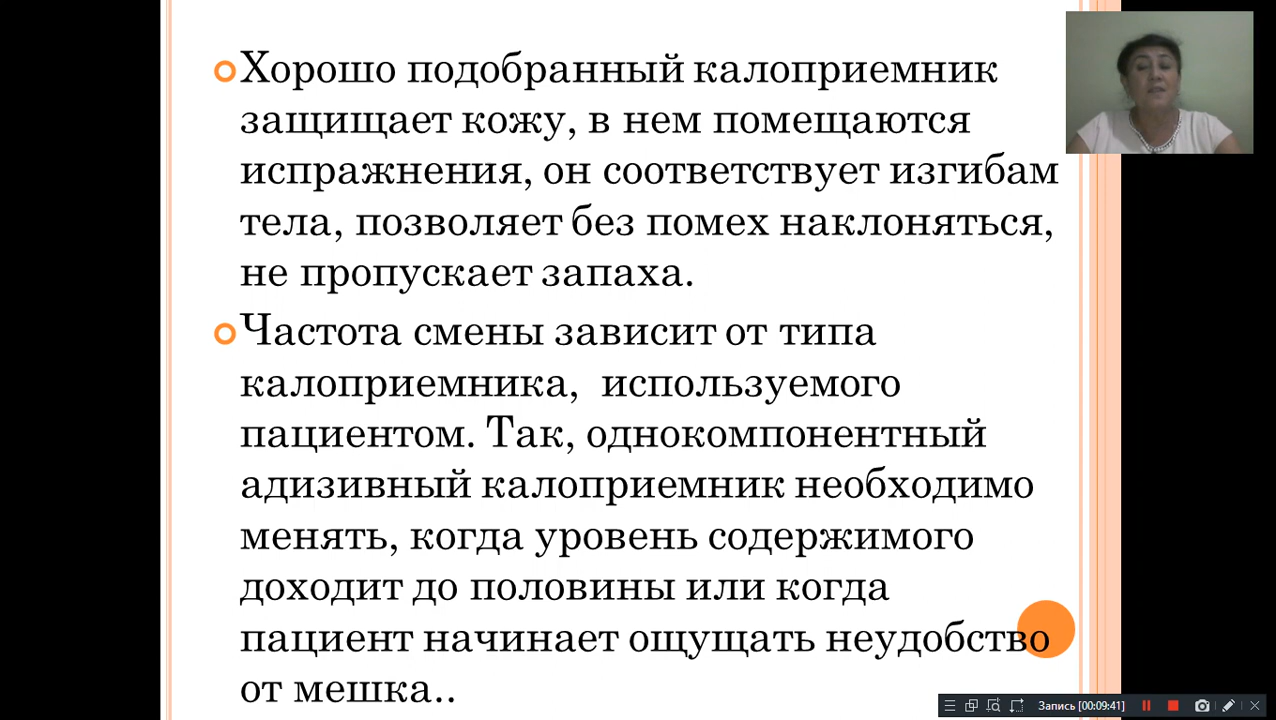 Хорошо подобранный калоприемник
защищает кожу, в нем помещаются
испражнения, он соответствует изгибам
тела, позволяет без помех наклоняться,
не пропускает запаха.
Частота смены зависит от типа
калоприемника, используемого
пациентом. Так, однокомпонентный
адизивный калоприемник необходимо
менять, когда уровень содержимого
доходит до половины или когда
пациент начинает ощущать неудобство
от мешка..
Запись [00:09:41]